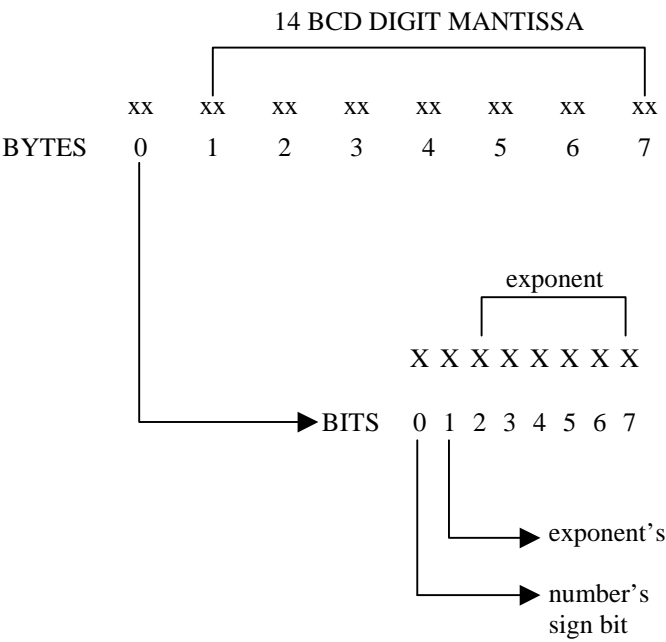 14 BCD DIGIT MANTISSA
xx xx xx xx xx xx xx xx
BYTES 0 1 2 3 4 5 6 7
exponent
X X X X X X X X
BITS 0 1 2 3 4 5 6 7
exponent's
number's
sign bit